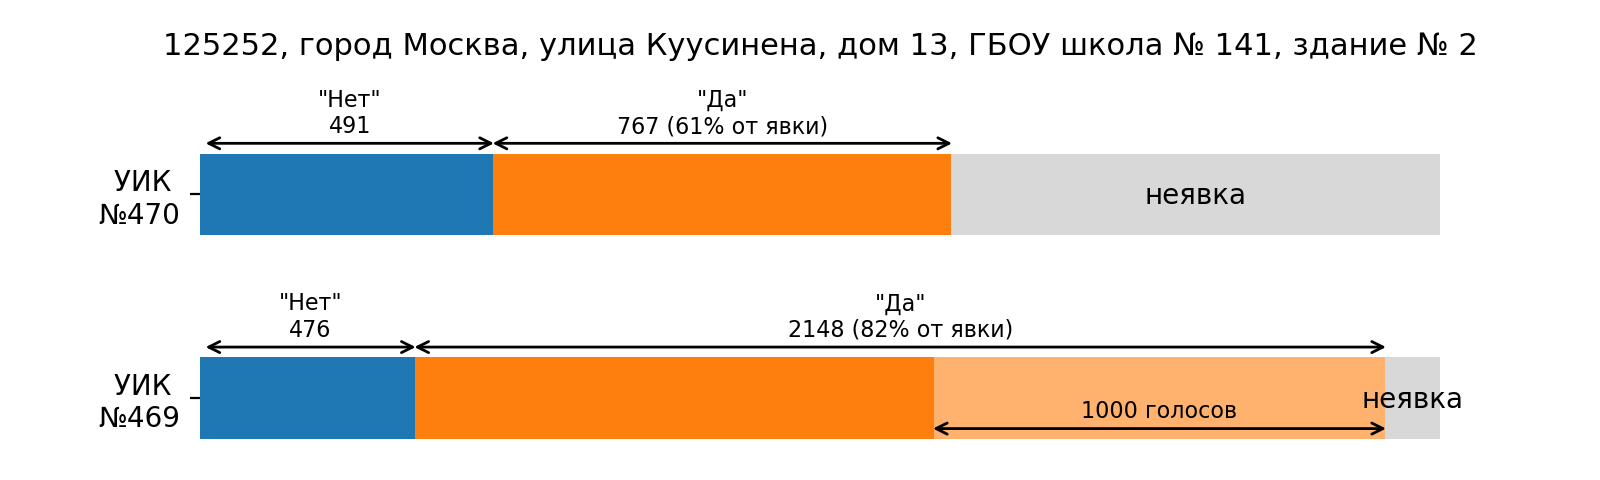 125252, город Москва, улица Куусинена, дом 13, ГБОУ школа № 141, здание № 2
"Нет"
491
"Да"
767 (61% от явки)
УИК
№470
неявка
"Нет"
476
"Да"
2148 (82% от явки)
УИК
№469
1000 голосов
неявка